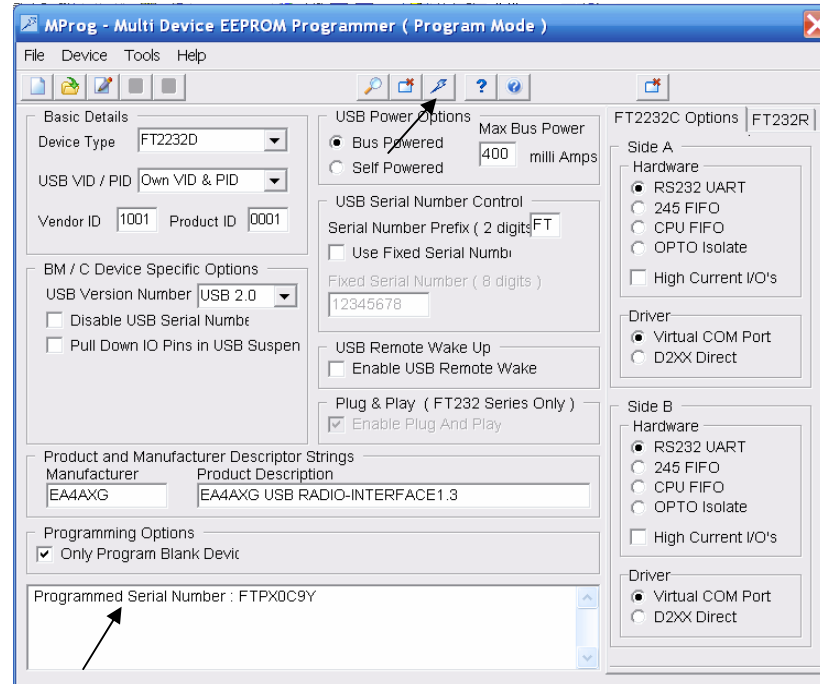 MProg - Multi Device EEPROM Programmer ( Program Mode )
File Device Tools Help
Basic Details
Device Type FT2232D
USB VID / PID Own VID & PID
Vendor ID 1001 Product ID 0001
BM / C Device Specific Options
USB Version Number USB 2.0
Disable USB Serial Numbe
Pull Down IO Pins in USB Suspen
USB Power Options
Bus Powered
Self Powered
Max Bus Power
400 milli Amps
USB Serial Number Control
Serial Number Prefix ( 2 digits FT
Use Fixed Serial Numb
Fixed Serial Number ( 8 digits )
12345678
USB Remote Wake Up
Enable USB Remote Wake
Plug & Play ( FT232 Series Only )
Enable Plug And Play
Product and Manufacturer Descriptor Strings
Manufacturer Product Description
EA4AXG EA4AXG USB RADIO-INTERFACE1.3
Programming Options
Only Program Blank Devic
Programmed Serial Number : FTPX0C9Y
FT2232C Options FT232R
Side A
Hardware
RS232 UART
245 FIFO
CPU FIFO
OPTO Isolate
High Current I/O's
Driver
Virtual COM Port
D2XX Direct
Side B
Hardware
RS232 UART
245 FIFO
CPU FIFO
OPTO Isolate
High Current I/O's
Driver
Virtual COM Port
D2XX Direct